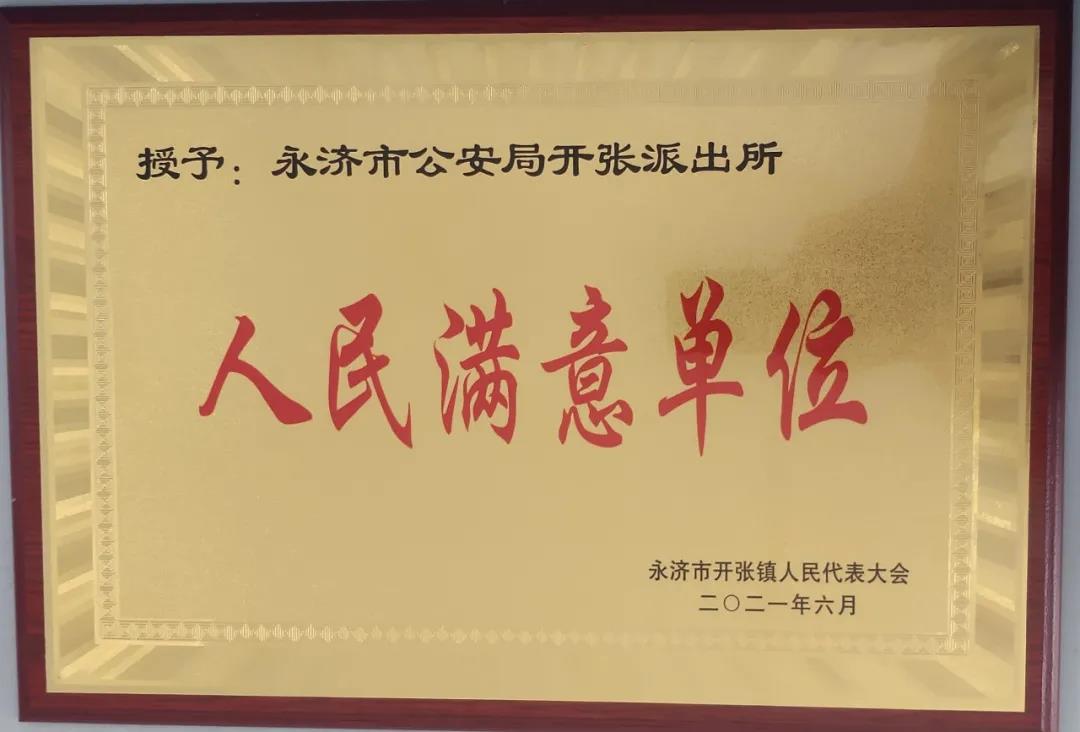 授予：永济市公安局开张派出所
人民满意单位
永济市开张镇人民代表大会
二〇二一年六月